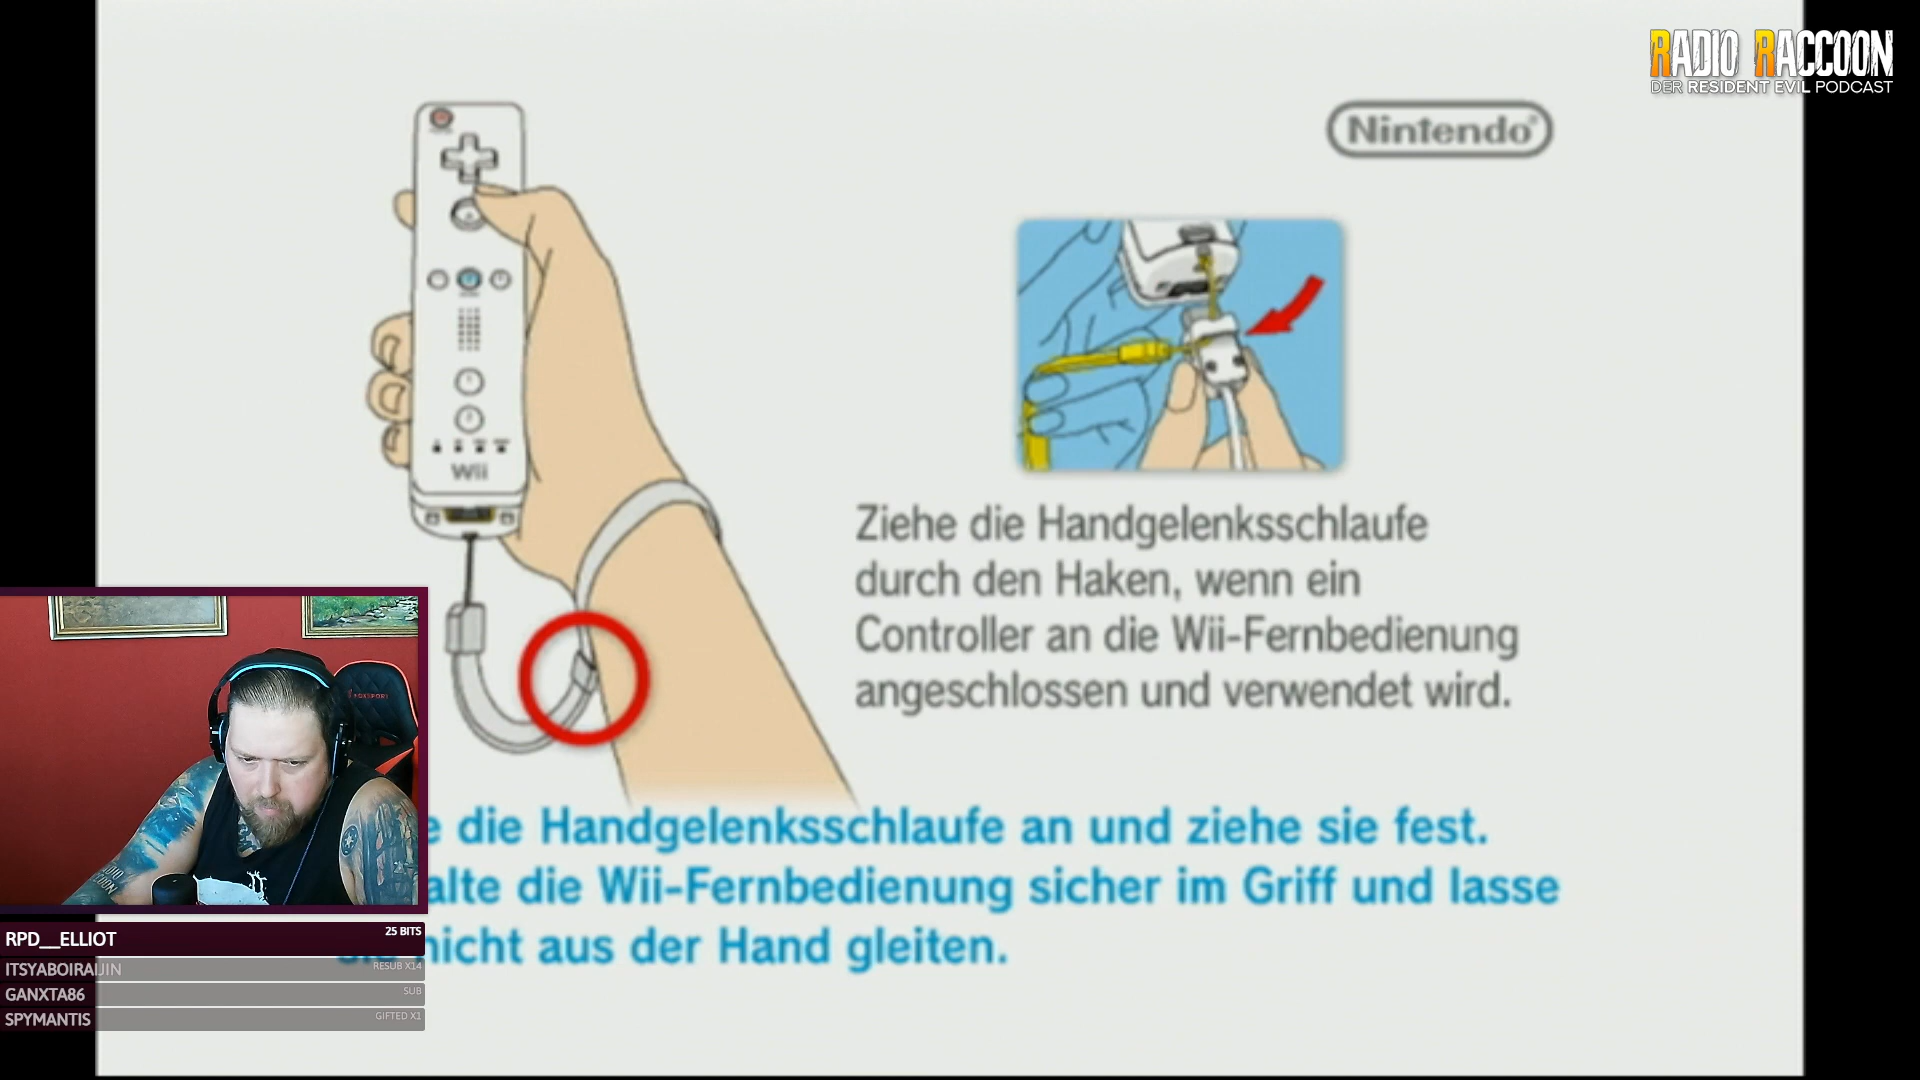 RADIO RACCOON
DER RESIDENT EVIL PODCAST
Nintendo®
Wii
Ziehe die Handgelenksschlaufe
durch den Haken, wenn ein
Controller an die Wii-Fernbedienung
angeschlossen und verwendet wird.
e die Handgelenksschlaufe an und ziehe sie fest.
alte die Wii-Fernbedienung sicher im Griff und lasse
sie nicht aus der Hand gleiten.
RADIO
RACCOON
RPD__ELLIOT 25 BITS
ITSYABOIRAIJIN RESUB X14
GANXTA86 SUB
SPYMANTIS GIFTED X1